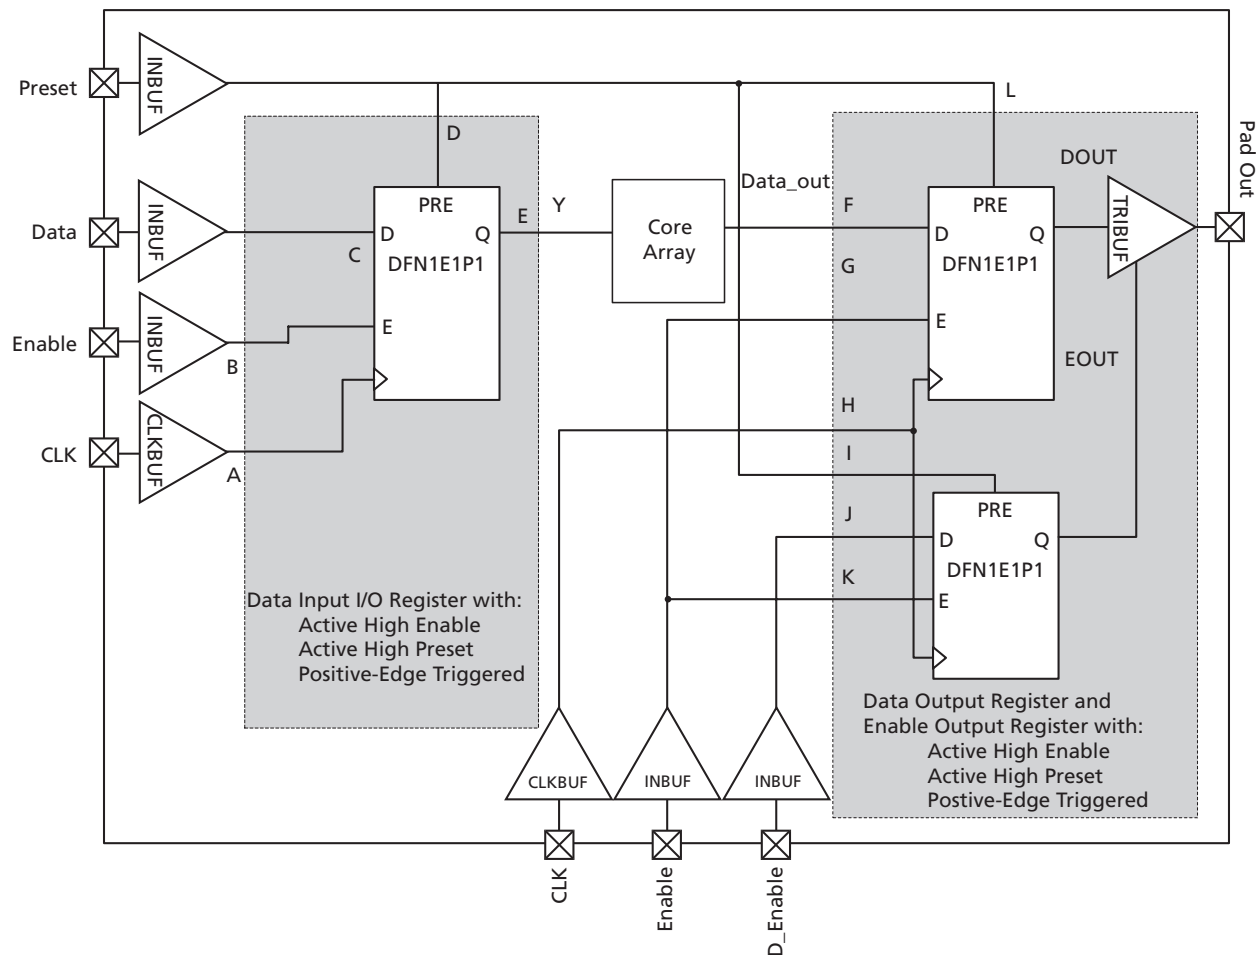 Preset
INBUF
L
D
Pad Out
DOUT
Data_out
TRIBUF
PRE
E
Y
F
PRE
Data
INBUF
D
Q
Core
Array
D
Q
C
DFN1E1P1
G
DFN1E1P1
Enable
INBUF
E
E
B
EOUT
H
CLK
CLKBUF
A
I
J
PRE
D
Q
K
DFN1E1P1
E
Data Input I/O Register with:
Active High Enable
Active High Preset
Positive-Edge Triggered
Data Output Register and
Enable Output Register with:
Active High Enable
Active High Preset
Postive-Edge Triggered
CLKBUF
INBUF
INBUF
CLK
Enable
D_Enable